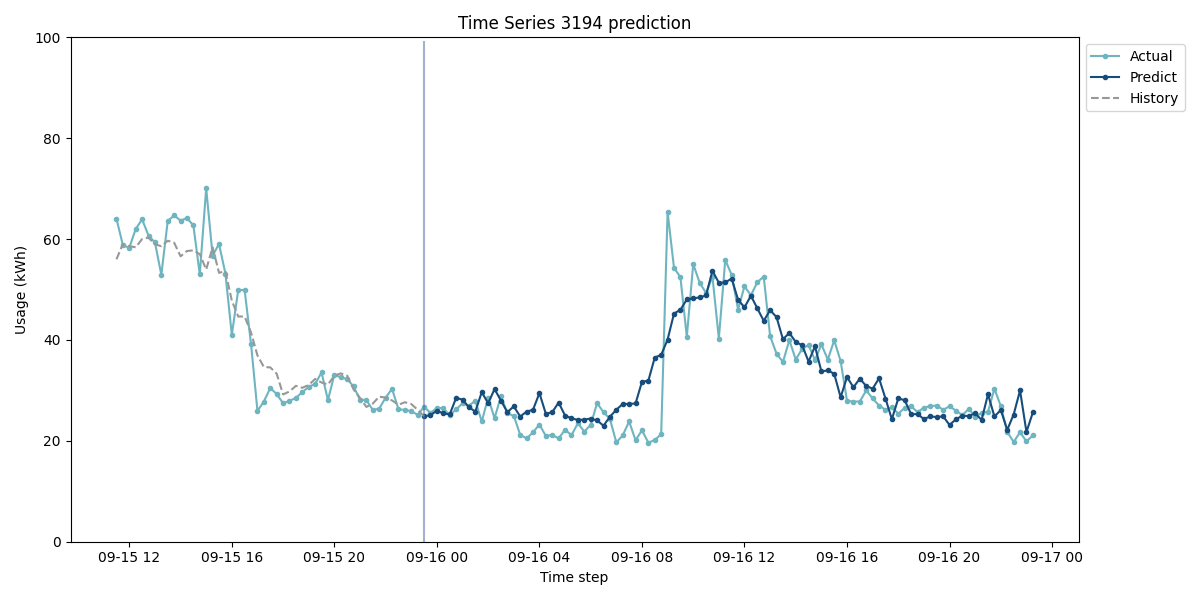 Time Series 3194 prediction
100
80
60
40
20
0
Usage (kWh)
09-15 12
09-15 16
09-15 20
09-16 00
09-16 04
09-16 08
09-16 12
09-16 16
09-16 20
09-17 00
Time step
Actual
Predict
History